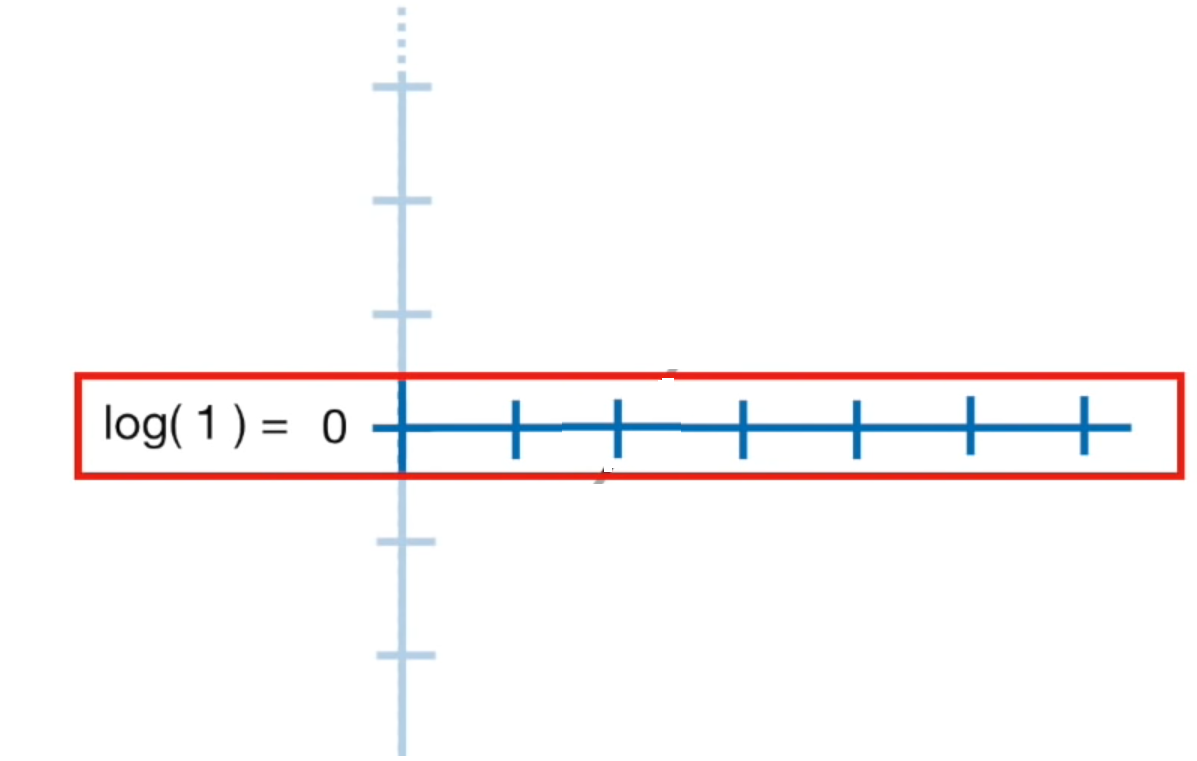 log( 1 ) = 0